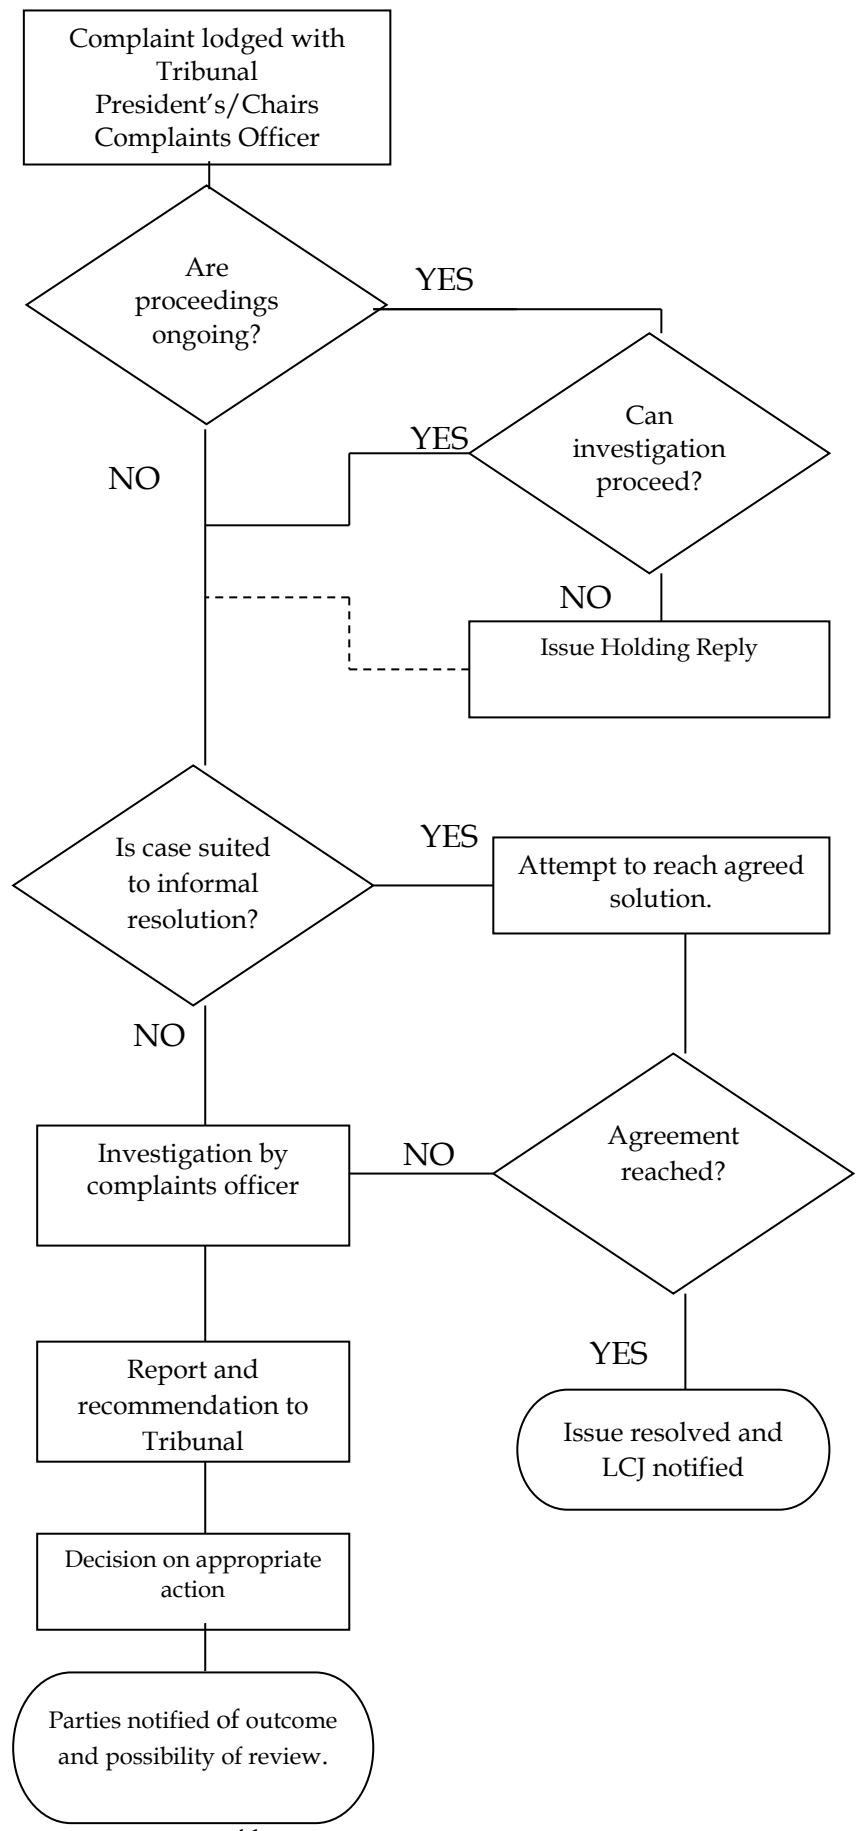 Complaint lodged with
Tribunal
President’s/Chairs
Complaints Officer
Are
proceedings
ongoing?
YES
Can
investigation
proceed?
YES
NO
NO
Issue Holding Reply
Is case suited
to informal
resolution?
YES
Attempt to reach agreed
solution.
NO
Agreement
reached?
Investigation by
complaints officer
NO
YES
Report and
recommendation to
Tribunal
Issue resolved and
LCJ notified
Decision on appropriate
action
Parties notified of outcome
and possibility of review.